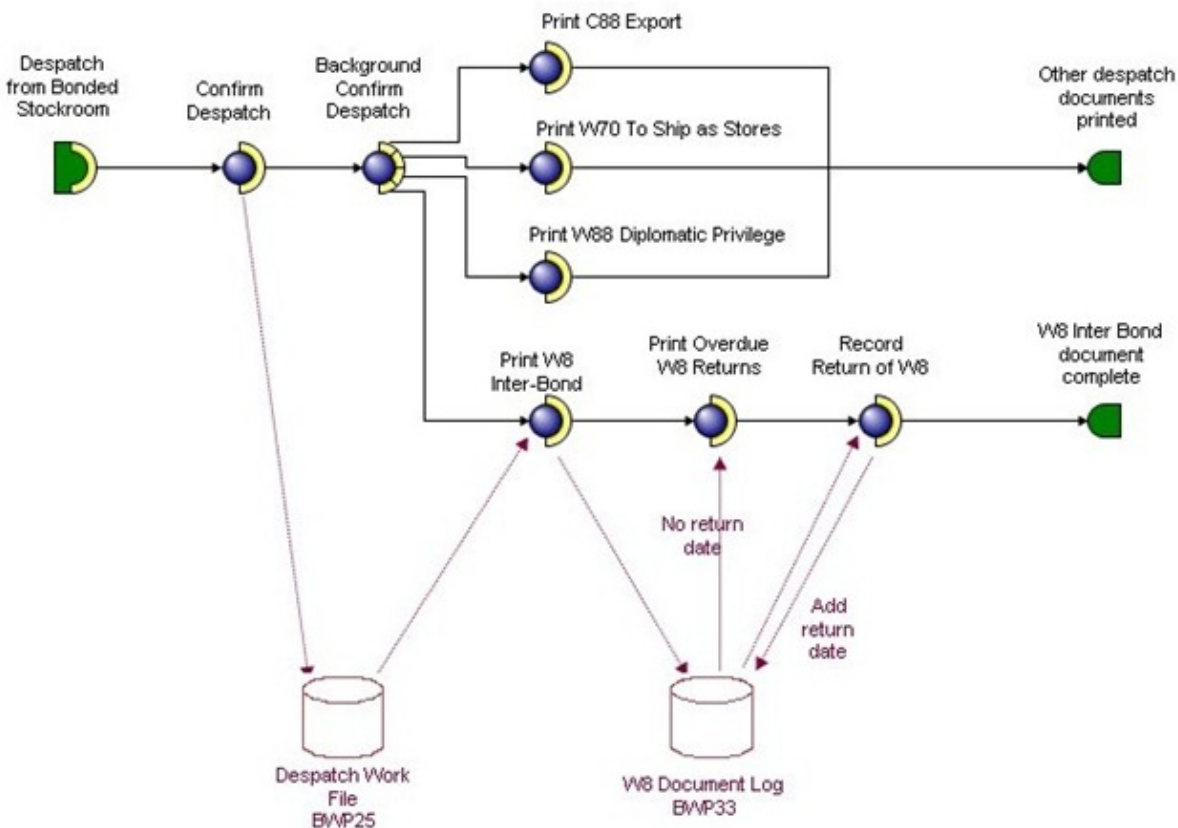 Print C88 Export
Despatch
from Bonded
Stockroom
Confirm
Despatch
Background
Confirm
Despatch
Other despatch
documents
printed
Print W70 To Ship as Stores
Print W88 Diplomatic Privilege
Print W8
Inter-Bond
Print Overdue
W8 Returns
Record
Return of W8
W8 Inter Bond
document
complete
No return
date
Add
return
date
Despatch Work
File
BWP25
W8 Document Log
BWP33